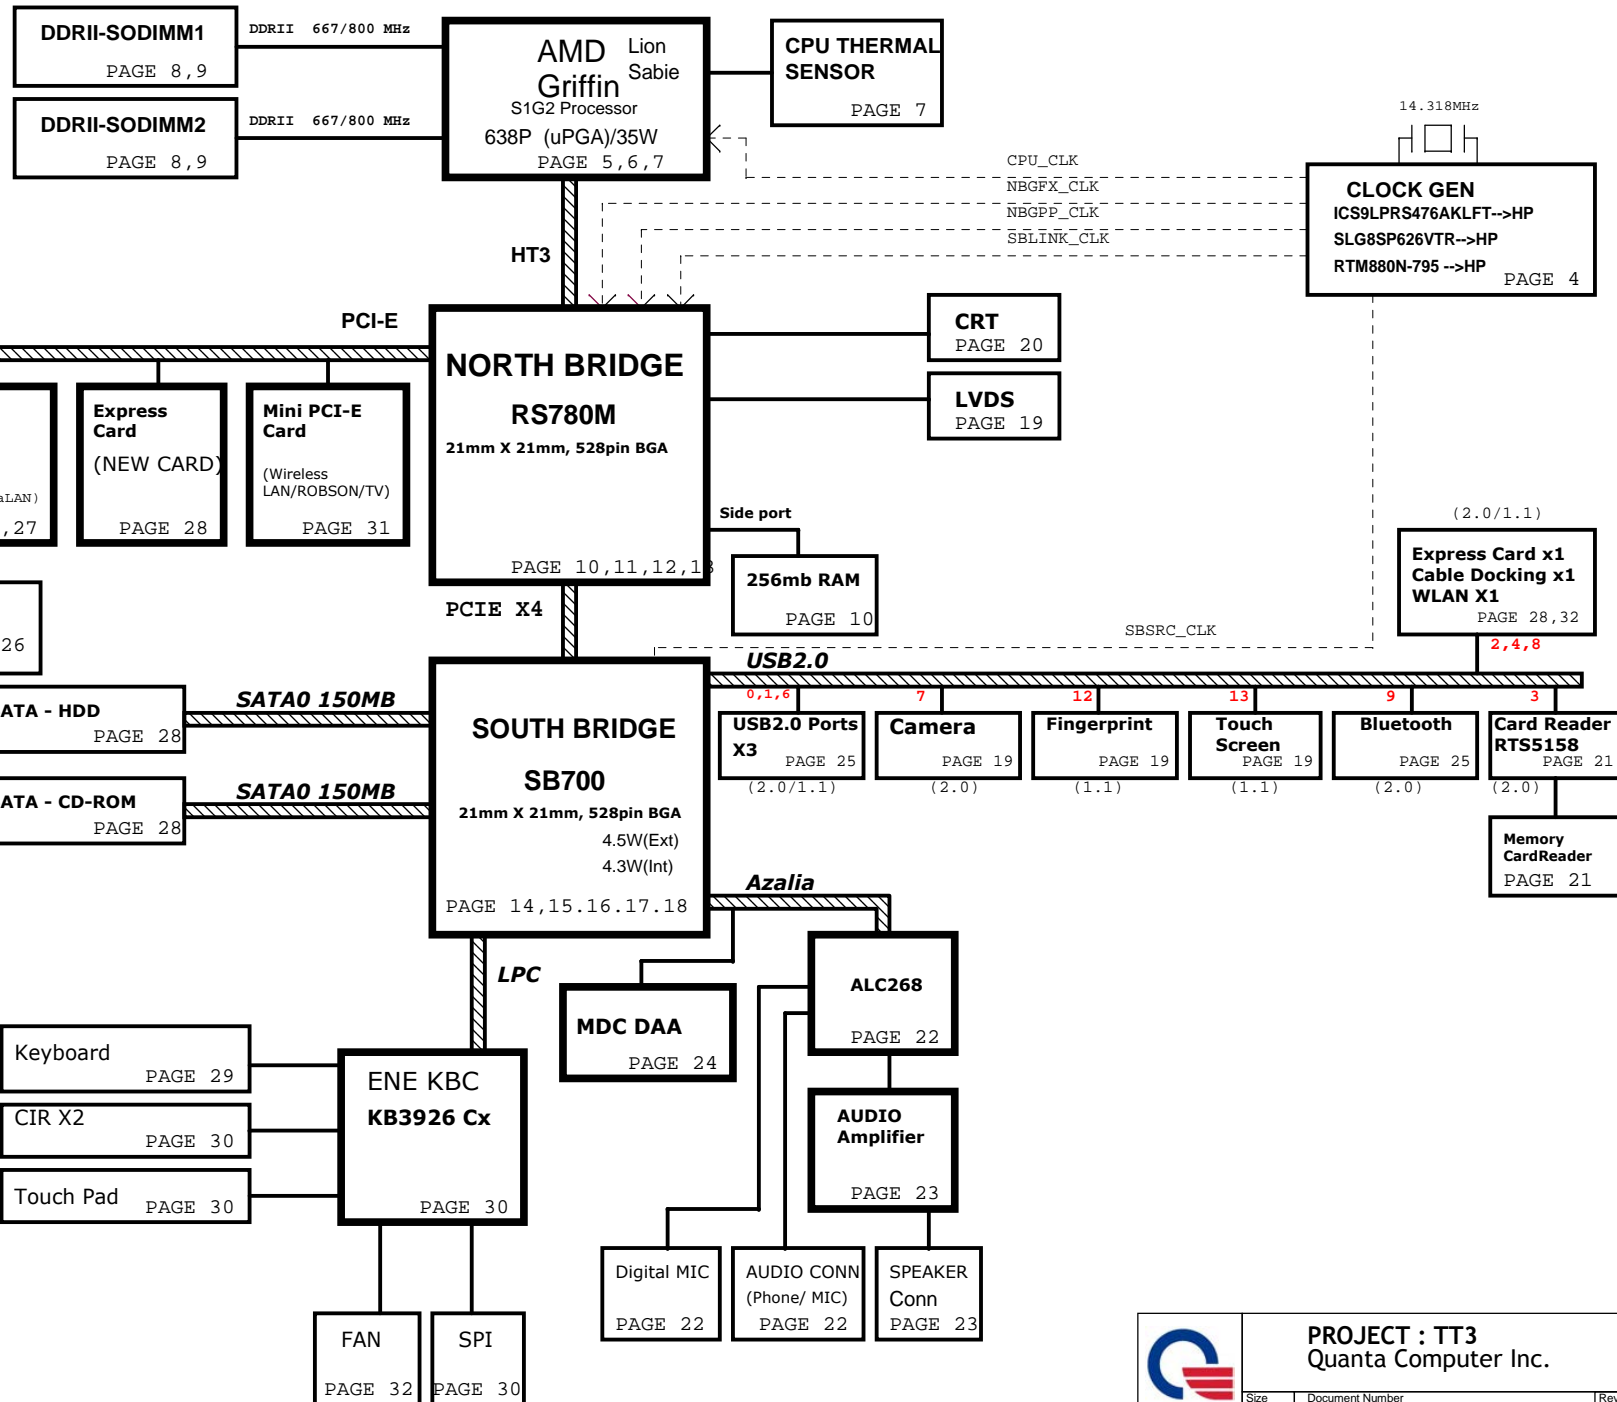 DDRII-SODIMM1
PAGE 8,9
DDRII 667/800 MHz
AMD
Griffin
Lion
Sabie
S1G2 Processor
638P (uPGA)/35W
PAGE 5,6,7
CPU THERMAL
SENSOR
PAGE 7
DDRII-SODIMM2
PAGE 8,9
DDRII 667/800 MHz
14.318MHz
CPU_CLK
NBGFX_CLK
NBGPP_CLK
SBLINK_CLK
CLOCK GEN
ICS9LPRS476AKLFT-->HP
SLG8SP626VTR-->HP
RTM880N-795 -->HP
PAGE 4
HT3
PCI-E
NORTH BRIDGE
RS780M
21mm X 21mm, 528pin BGA
PAGE 10,11,12,13
CRT
PAGE 20
LVDS
PAGE 19
aLAN)
,27
Express
Card
(NEW CARD)
PAGE 28
Mini PCI-E
Card
(Wireless
LAN/ROBSON/TV)
PAGE 31
Side port
256mb RAM
PAGE 10
(2.0/1.1)
Express Card x1
Cable Docking x1
WLAN X1
PAGE 28,32
2,4,8
26
PCIE X4
SBSRC_CLK
USB2.0
ATA - HDD
PAGE 28
SATA0 150MB
ATA - CD-ROM
PAGE 28
SATA0 150MB
SOUTH BRIDGE
SB700
21mm X 21mm, 528pin BGA
4.5W(Ext)
4.3W(Int)
PAGE 14,15.16.17.18
0,1,6
USB2.0 Ports
X3
PAGE 25
(2.0/1.1)
7
Camera
PAGE 19
(2.0)
12
Fingerprint
PAGE 19
(1.1)
13
Touch
Screen
PAGE 19
(1.1)
9
Bluetooth
PAGE 25
(2.0)
3
Card Reader
RTS5158
PAGE 21
(2.0)
Memory
CardReader
PAGE 21
Azalia
LPC
MDC DAA
PAGE 24
ALC268
PAGE 22
Keyboard
PAGE 29
CIR X2
PAGE 30
Touch Pad
PAGE 30
ENE KBC
KB3926 Cx
PAGE 30
AUDIO
Amplifier
PAGE 23
Digital MIC
PAGE 22
AUDIO CONN
(Phone/ MIC)
PAGE 22
SPEAKER
Conn
PAGE 23
FAN
PAGE 32
SPI
PAGE 30
PROJECT : TT3
Quanta Computer Inc.
Size
Document Number
Rev